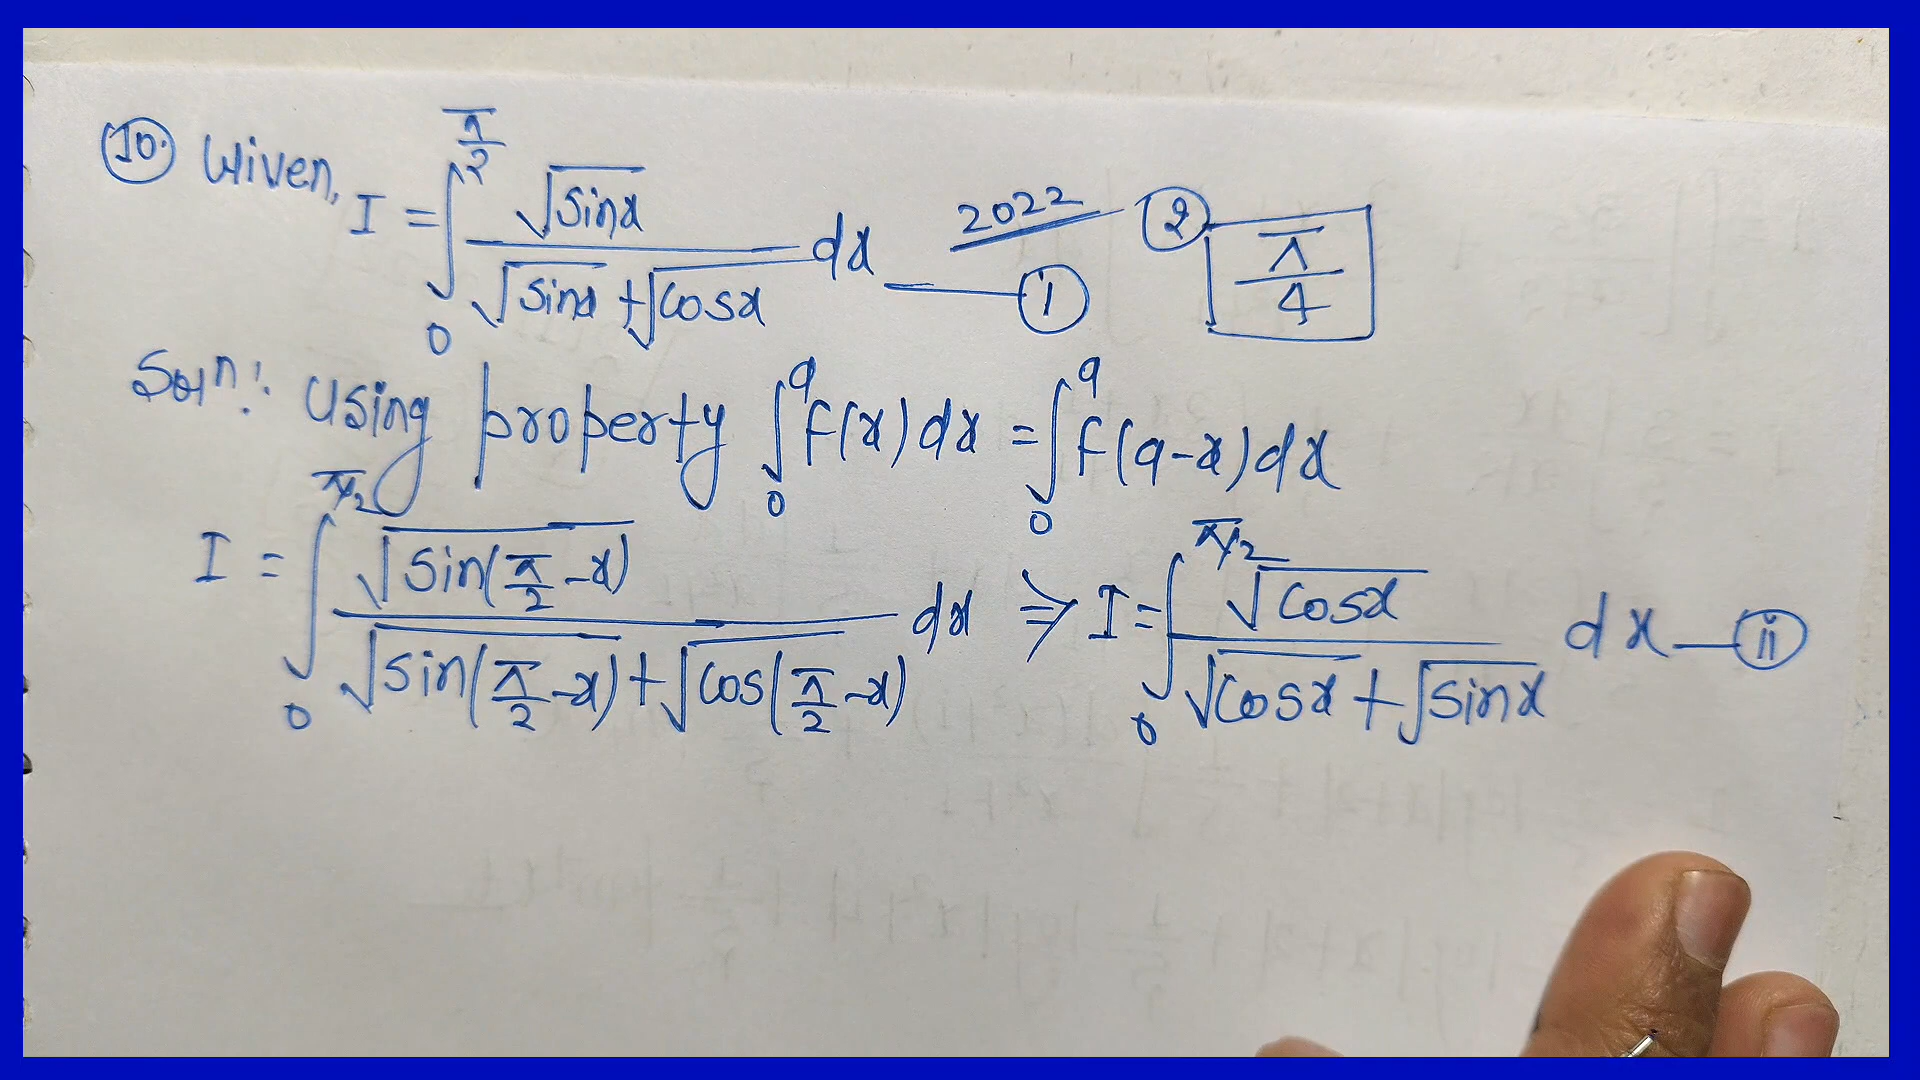 10. Given, I = ∫₀^(π/2) √sinx / (√sinx + √cosx) dx —— (i) 2022 (2) π/4
Soln: Using property ∫₀^a f(x) dx = ∫₀^a f(a-x) dx
I = ∫₀^(π/2) √sin(π/2 - x) / (√sin(π/2 - x) + √cos(π/2 - x)) dx ⇒ I = ∫₀^(π/2) √cosx / (√cosx + √sinx) dx — (ii)